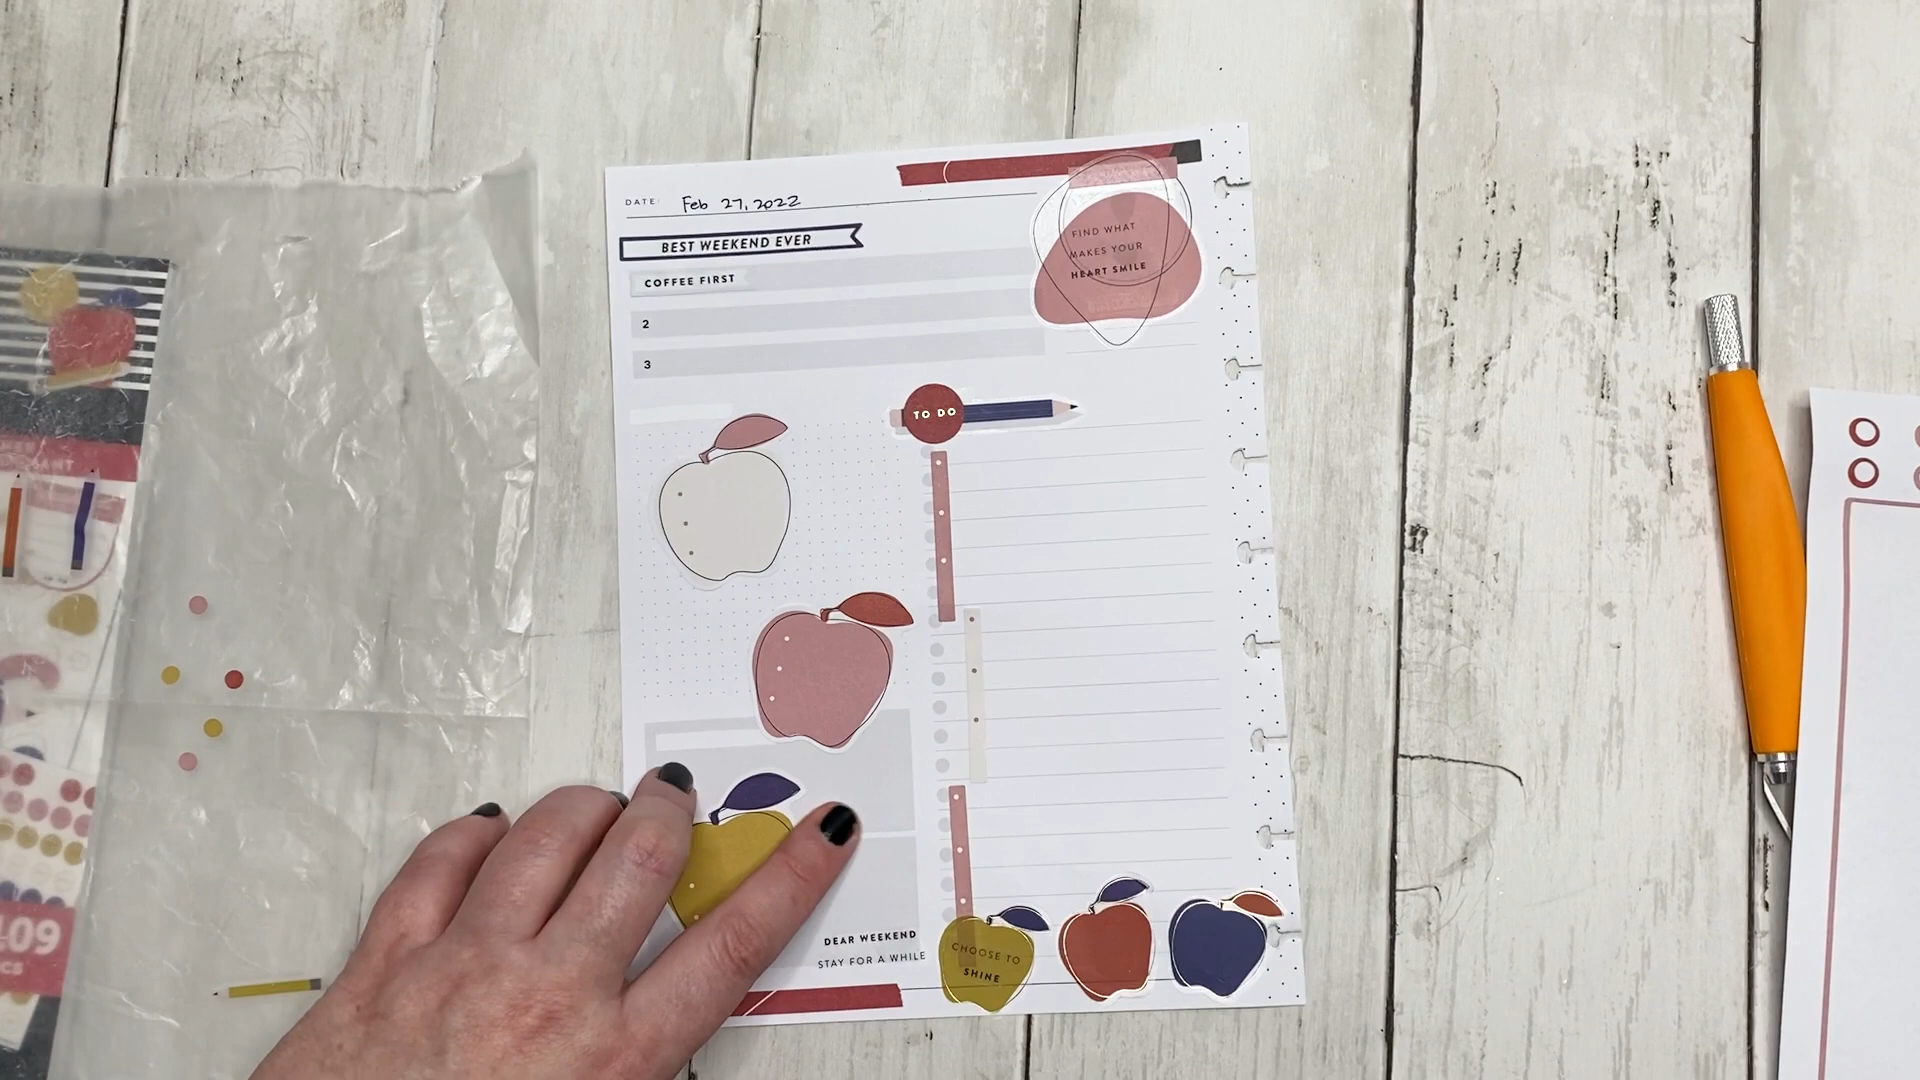 DATE: Feb 27, 2022
BEST WEEKEND EVER
COFFEE FIRST
2
3
FIND WHAT
MAKES YOUR
HEART SMILE
TO DO
DEAR WEEKEND
STAY FOR A WHILE
CHOOSE TO
SHINE
409